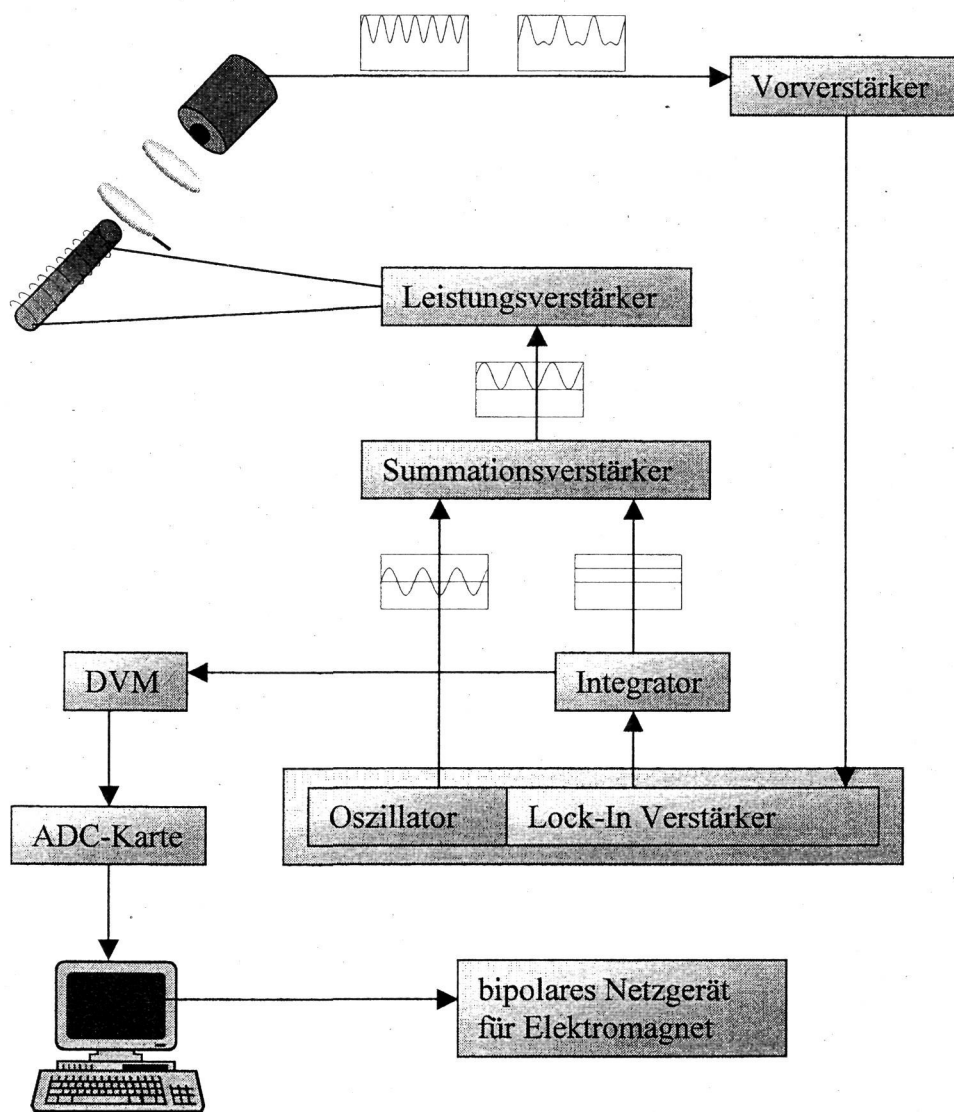 Vorverstärker
Leistungsverstärker
Summationsverstärker
DVM
Integrator
Oszillator
Lock-In Verstärker
ADC-Karte
bipolares Netzgerät
für Elektromagnet